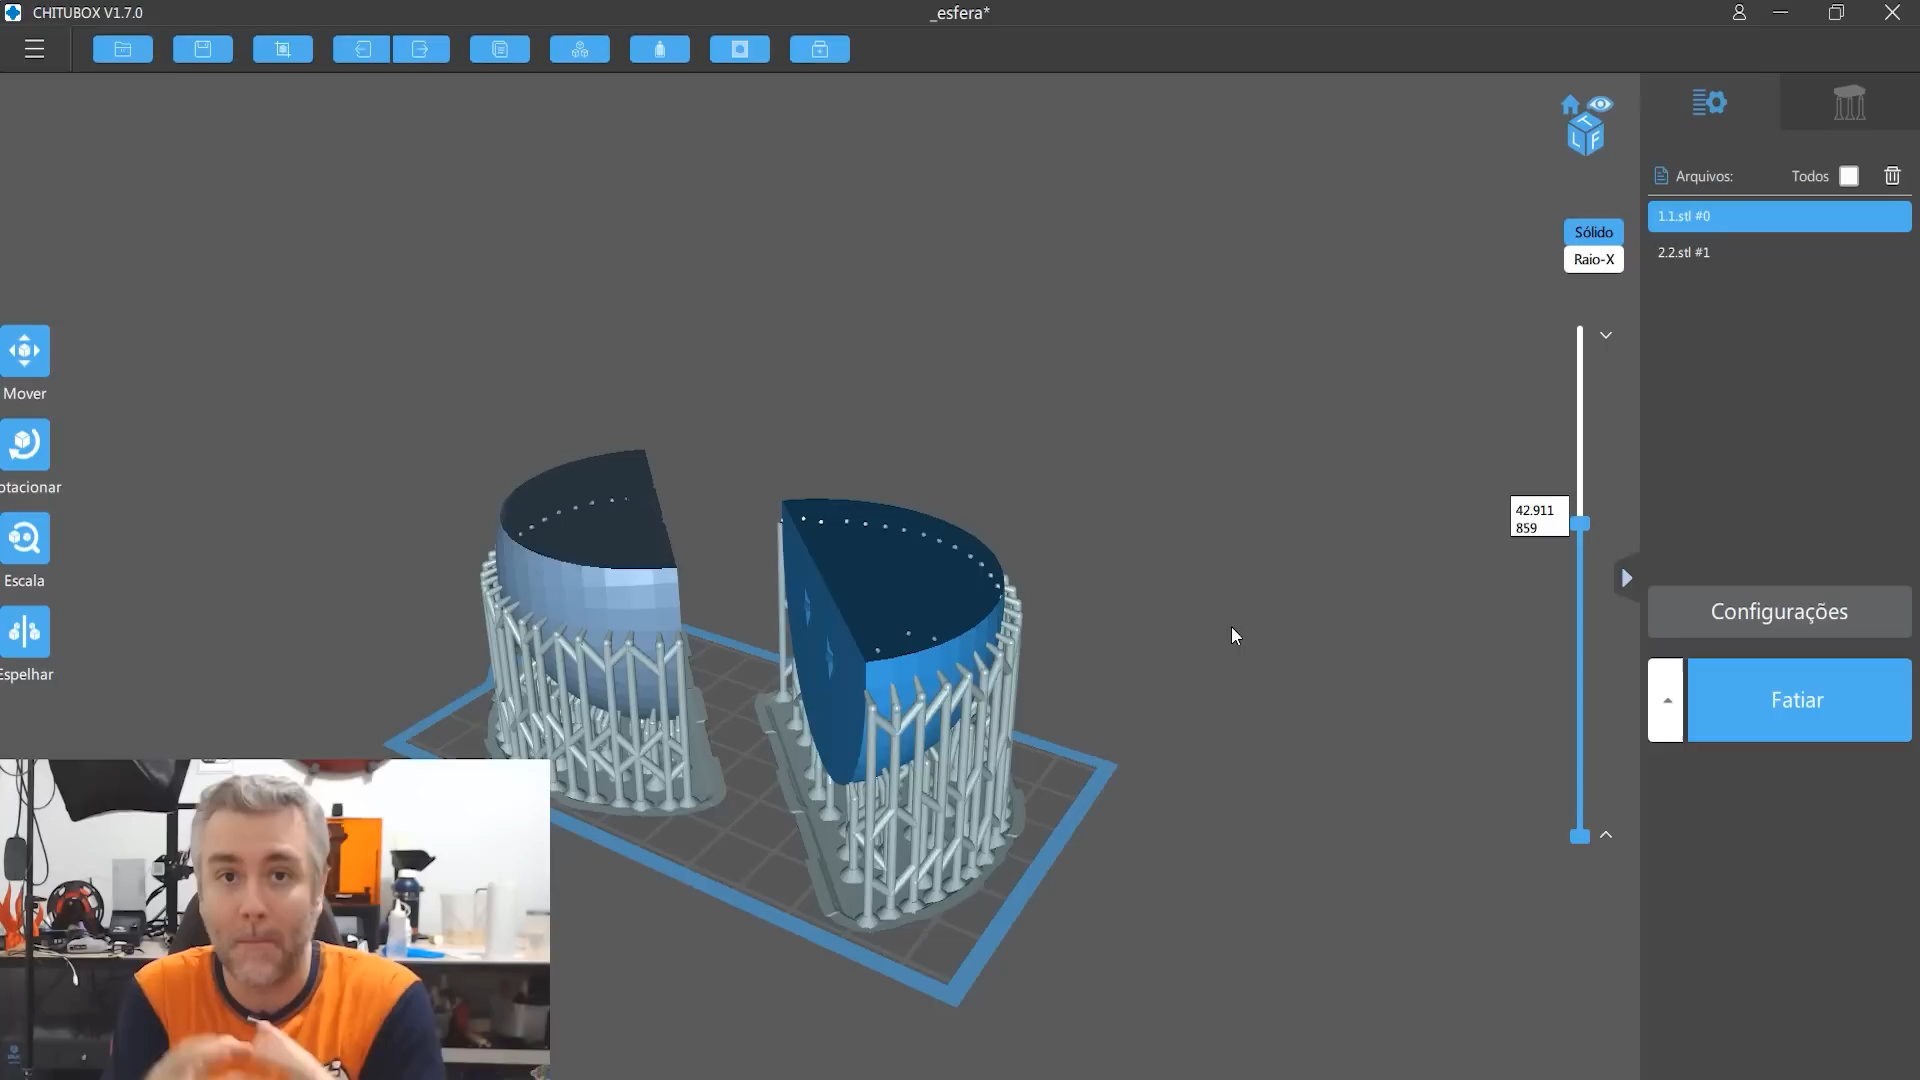 CHITUBOX V1.7.0
_esfera*
T
L F
Arquivos:
Todos
1.1.stl #0
2.2.stl #1
Sólido
Raio-X
Mover
otacionar
Escala
Espelhar
42.911
859
Configurações
Fatiar